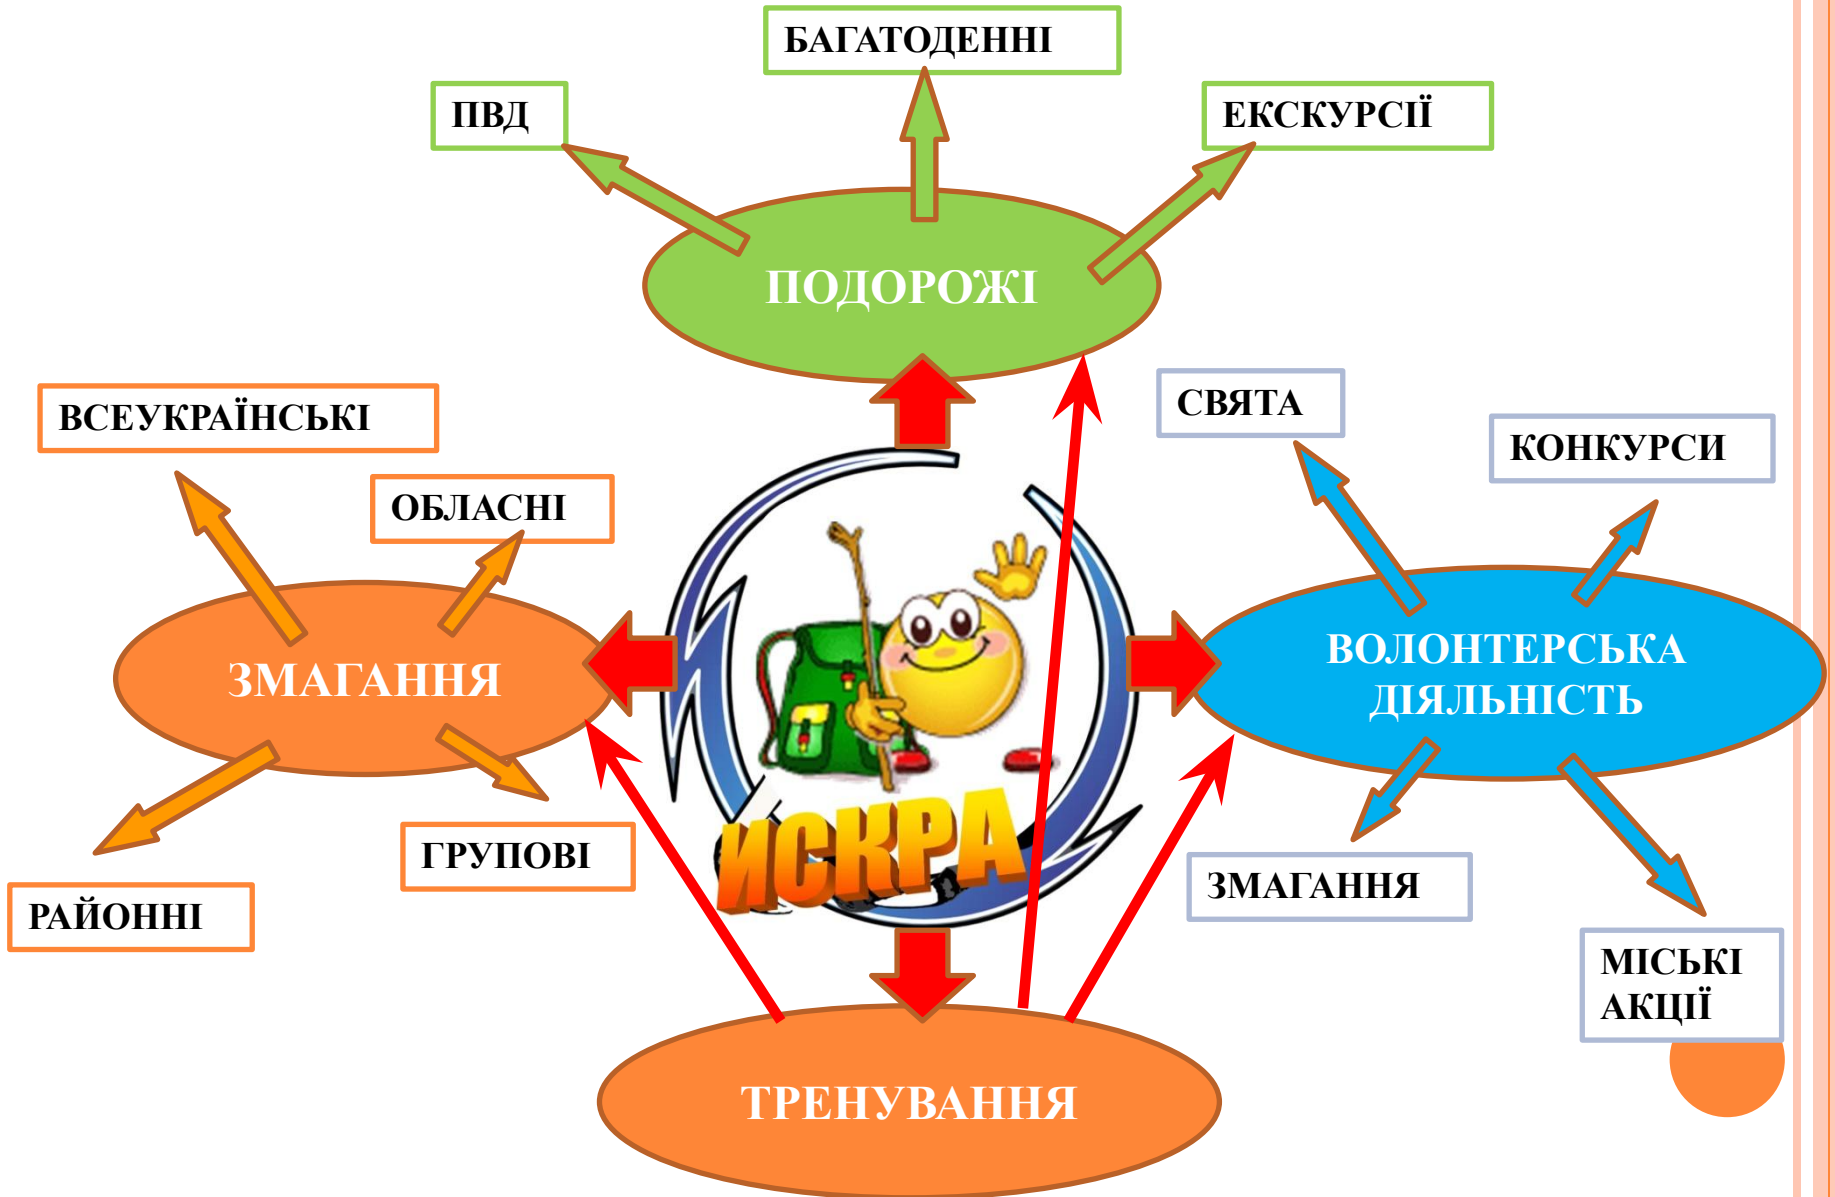 БАГАТОДЕННІ
ПВД
ЕКСКУРСІЇ
ПОДОРОЖІ
ВСЕУКРАЇНСЬКІ
ОБЛАСНІ
СВЯТА
КОНКУРСИ
ЗМАГАННЯ
ВОЛОНТЕРСЬКА
ДІЯЛЬНІСТЬ
ИСКРА
ГРУПОВІ
РАЙОННІ
ЗМАГАННЯ
МІСЬКІ
АКЦІЇ
ТРЕНУВАННЯ